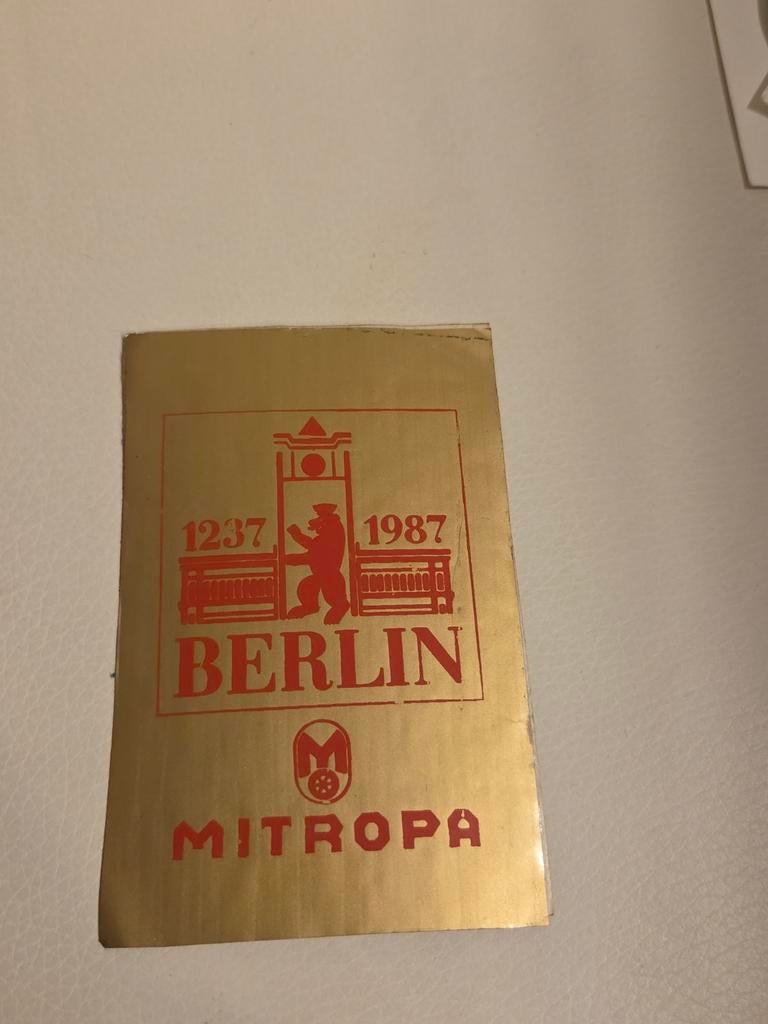 1237 1987
BERLIN
M
MITROPA